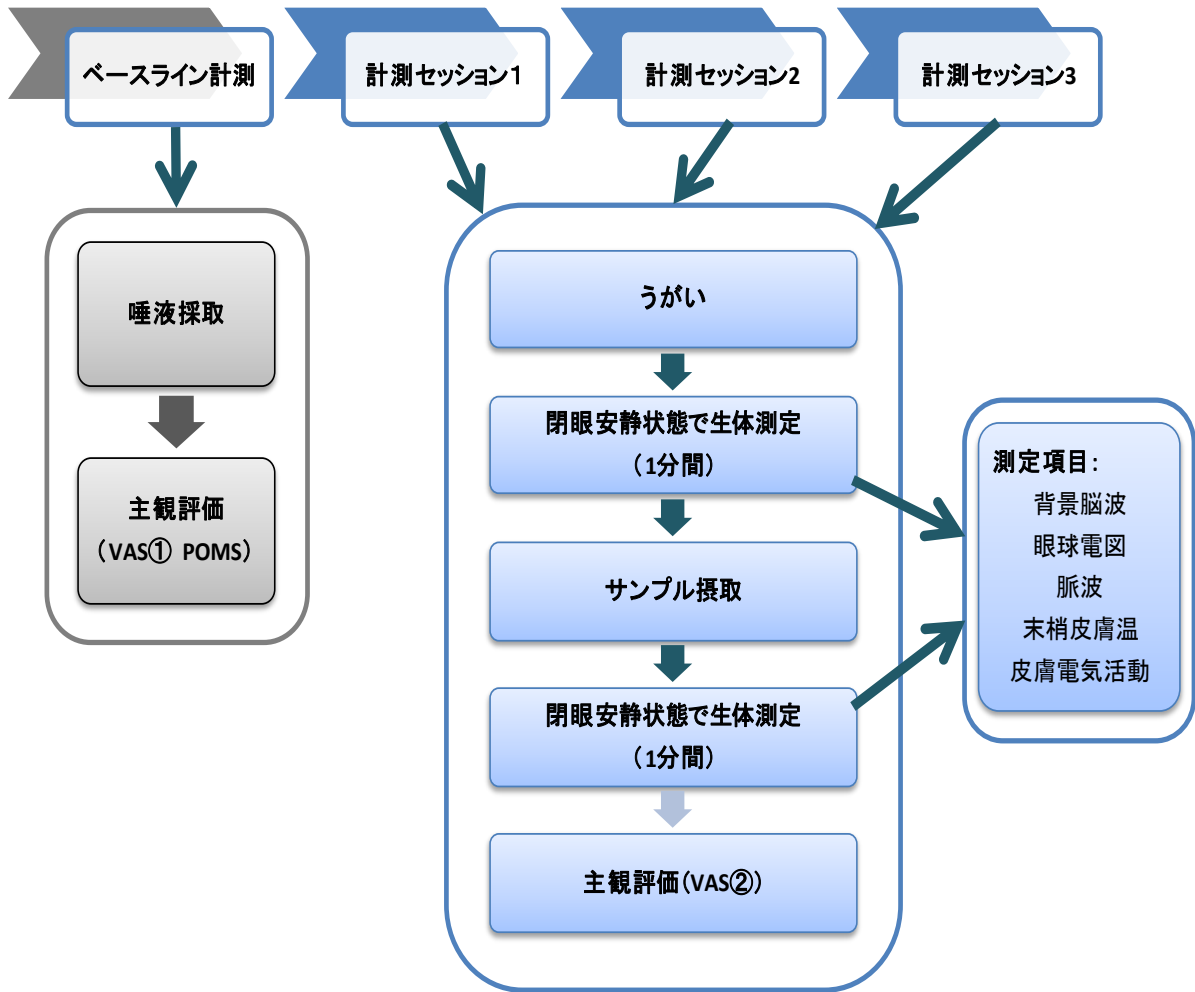 ベースライン計測
計測セッション1
計測セッション2
計測セッション3
唾液採取
主観評価
（VAS① POMS）
うがい
閉眼安静状態で生体測定
（1分間）
サンプル摂取
閉眼安静状態で生体測定
（1分間）
主観評価（VAS②）
測定項目：
背景脳波
眼球電図
脈波
末梢皮膚温
皮膚電気活動